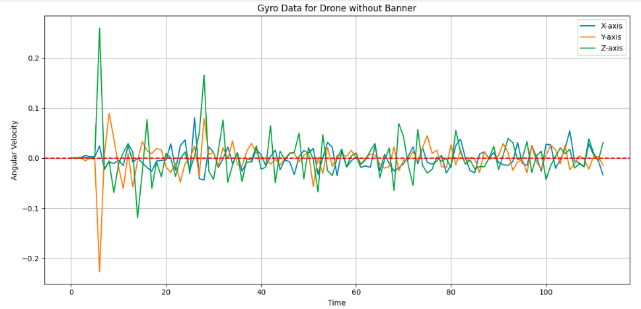 Gyro Data for Drone without Banner
X-axis
Y-axis
Z-axis
Angular Velocity
0.2
0.1
0.0
−0.1
−0.2
0
20
40
60
80
100
Time